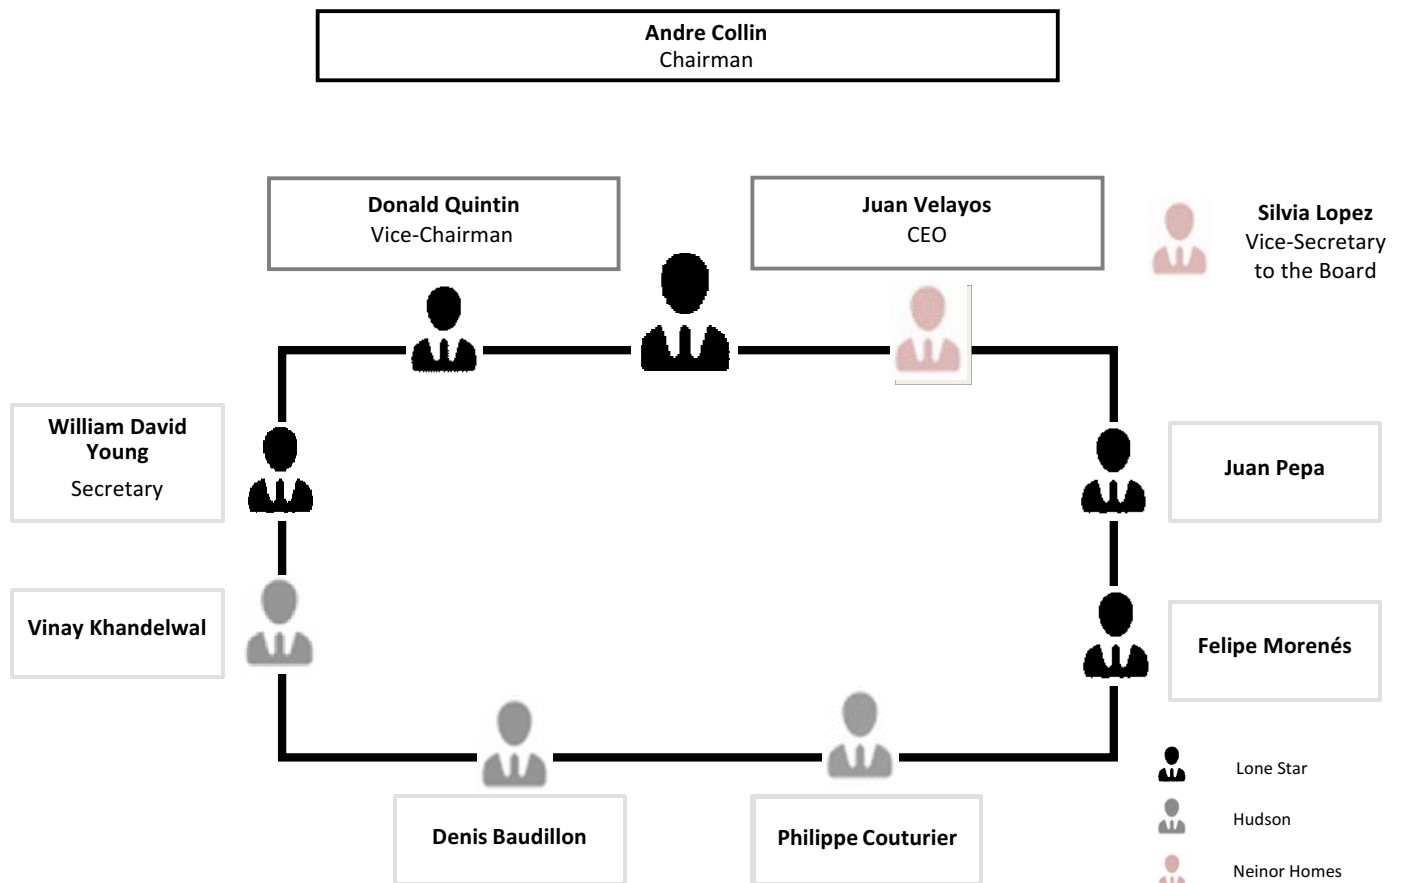 Andre Collin
Chairman
Donald Quintin
Vice-Chairman
Juan Velayos
CEO
Silvia Lopez
Vice-Secretary
to the Board
William David
Young
Secretary
Juan Pepa
Vinay Khandelwal
Felipe Morenés
Denis Baudillon
Philippe Couturier
Lone Star
Hudson
Neinor Homes